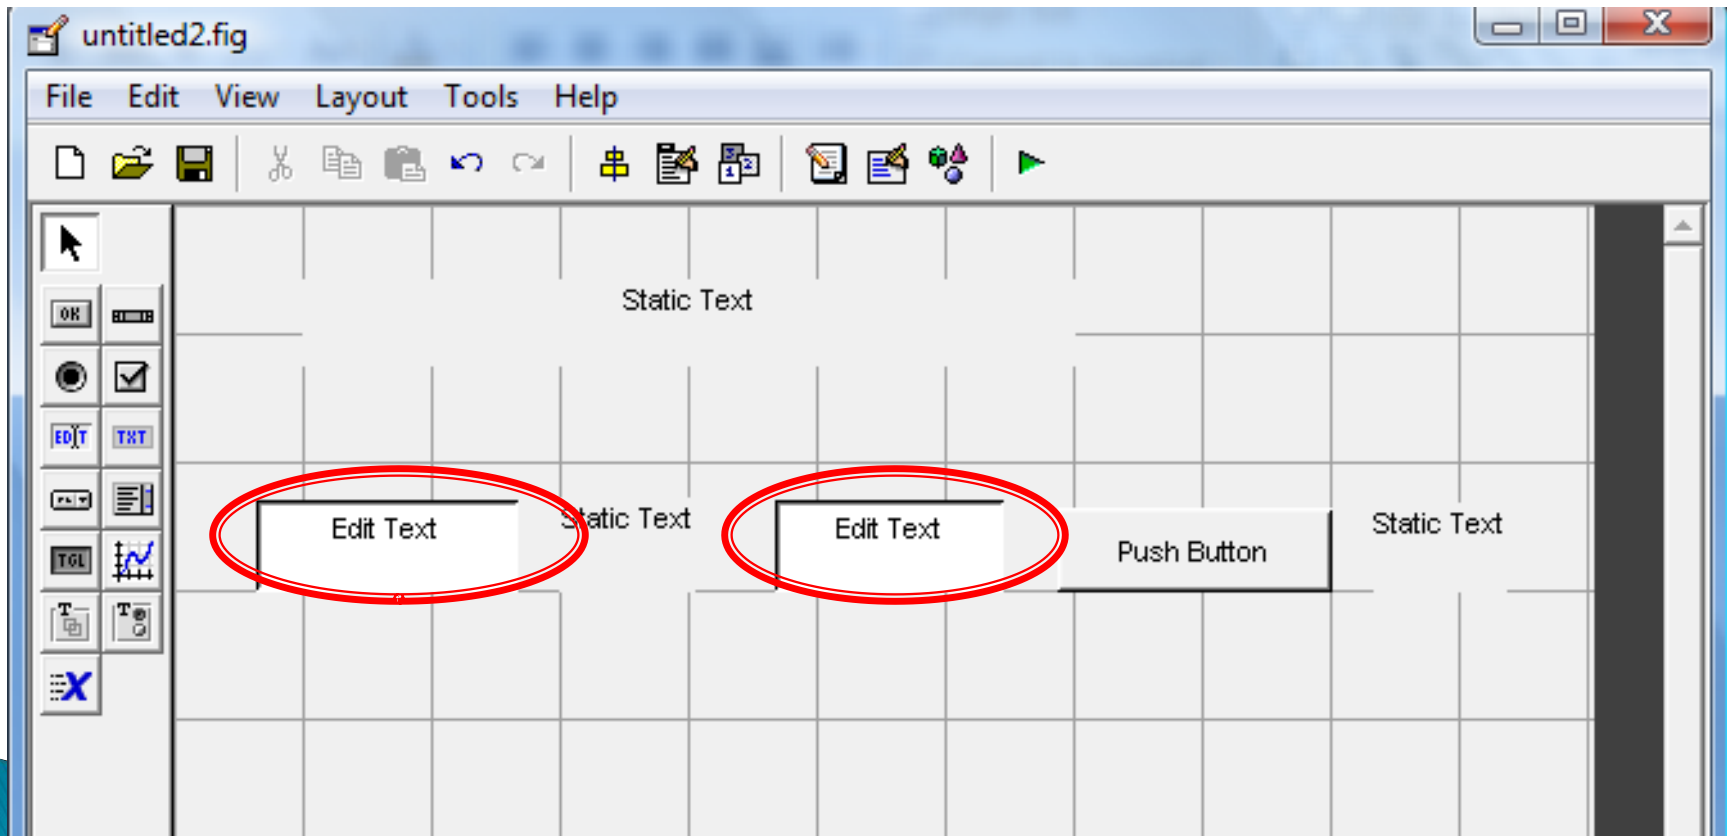 untitled2.fig
File Edit View Layout Tools Help
Static Text
OK
EDIT TXT
TGL
T T
X
Edit Text Static Text Edit Text Push Button Static Text